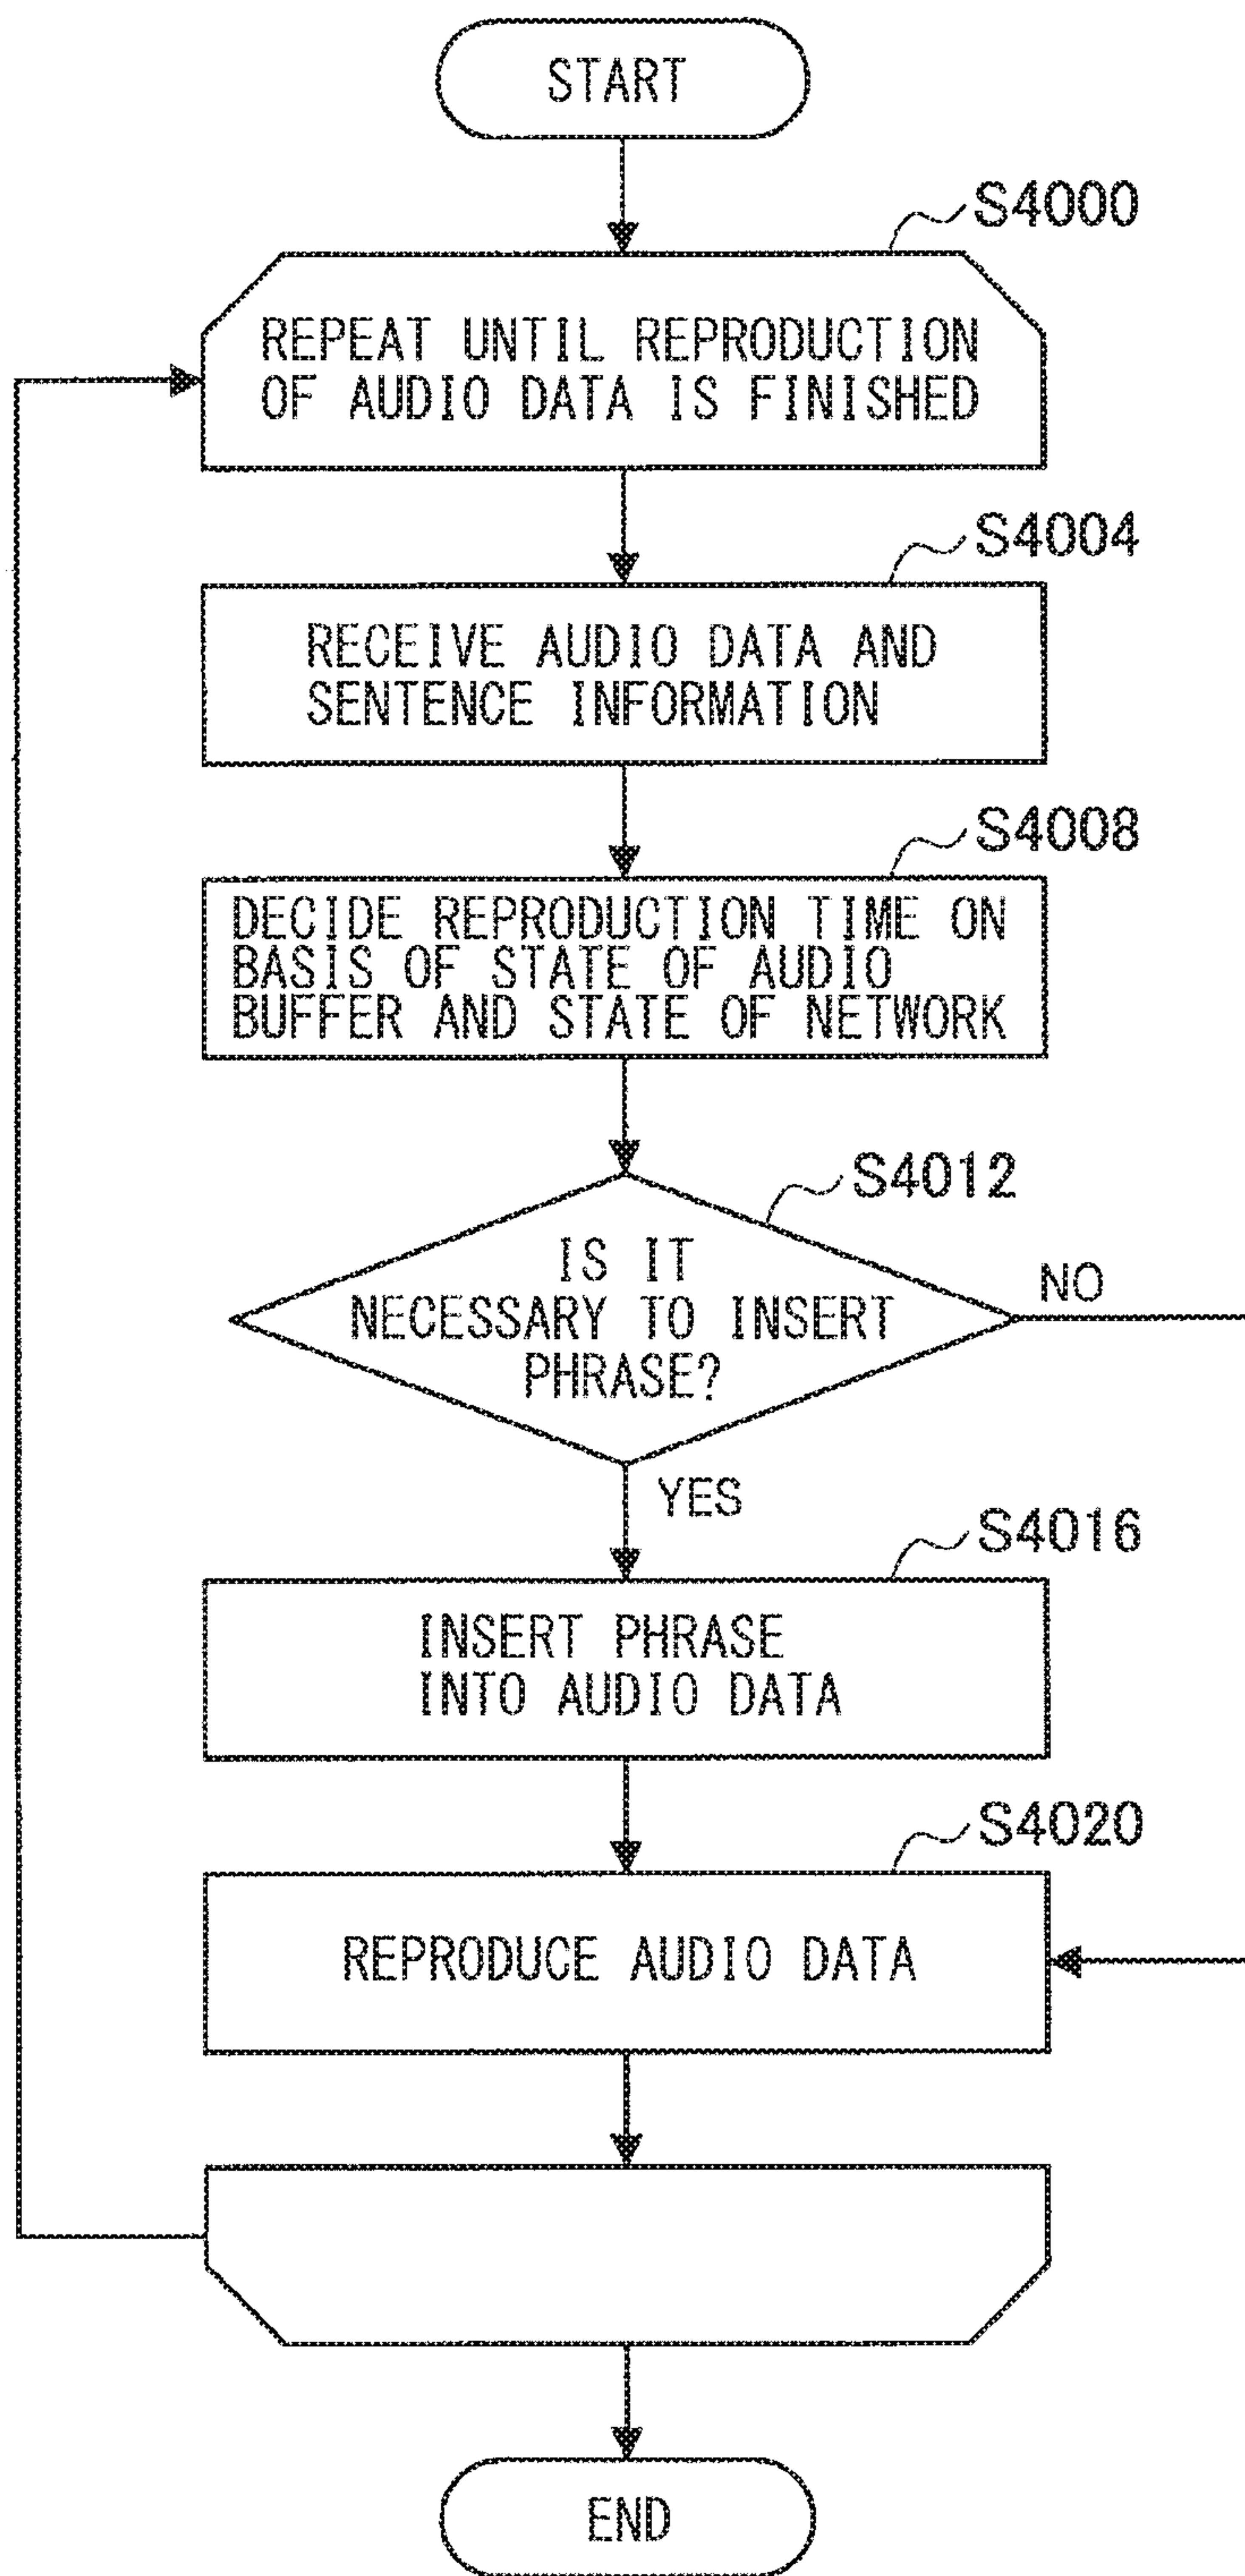 START
S4000
REPEAT UNTIL REPRODUCTION
OF AUDIO DATA IS FINISHED
S4004
RECEIVE AUDIO DATA AND
SENTENCE INFORMATION
S4008
DECIDE REPRODUCTION TIME ON
BASIS OF STATE OF AUDIO
BUFFER AND STATE OF NETWORK
S4012
IS IT
NECESSARY TO INSERT
PHRASE?
NO
YES
S4016
INSERT PHRASE
INTO AUDIO DATA
S4020
REPRODUCE AUDIO DATA
END